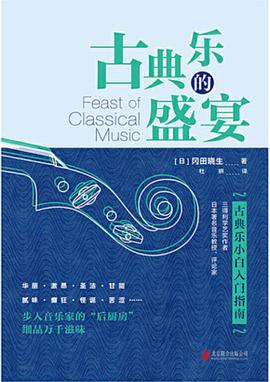 古典乐的盛宴
Feast of
Classical
Music
[日] 冈田晓生 著
杜骄 译
三得利学艺奖作者
日本著名音乐教授、评论家
古典乐小白入门指南
华丽·激昂·圣洁·甘甜
腻味·癫狂·怪诞·苦涩……
步入音乐家的“后厨房”
细品万千滋味
北京联合出版公司